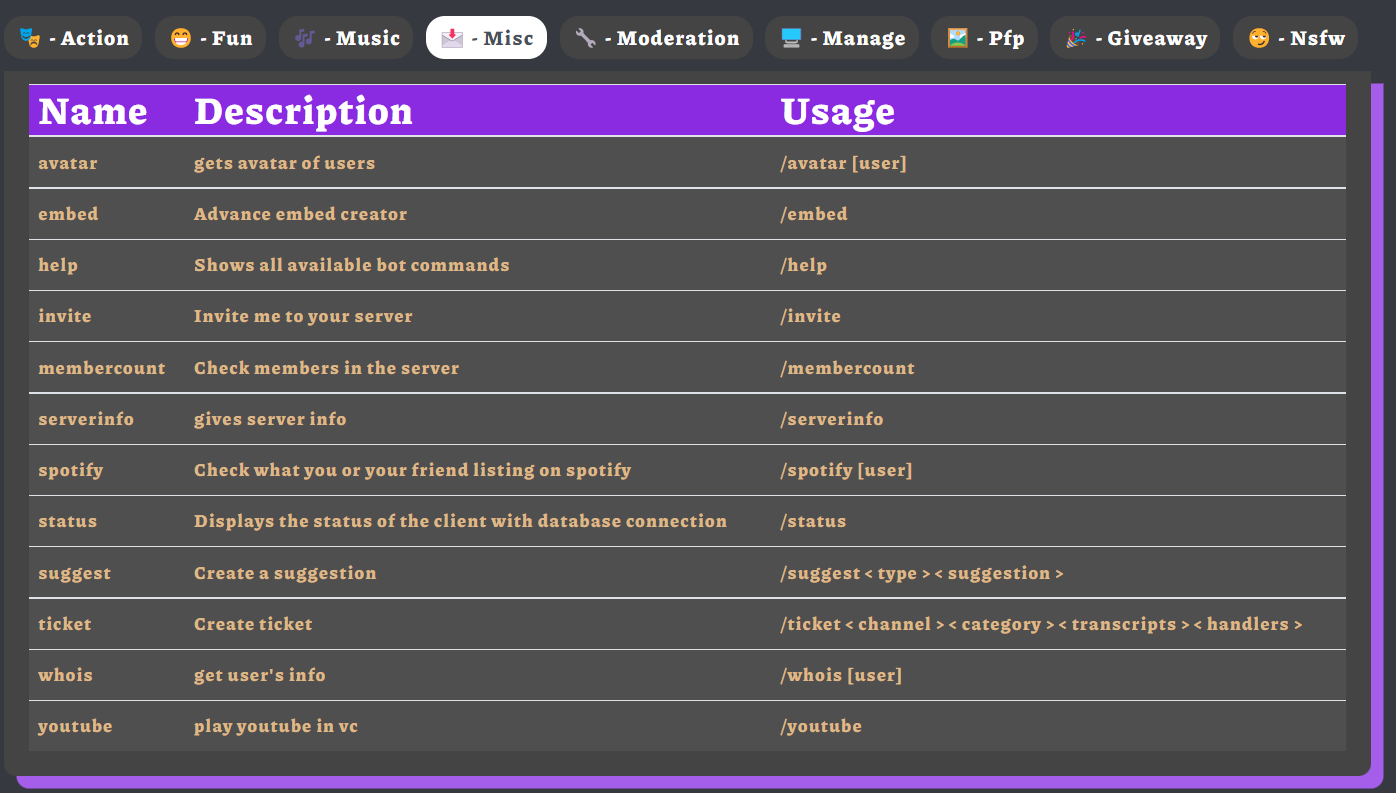 🎭 - Action 😁 - Fun 🎶 - Music 📩 - Misc 🔧 - Moderation 🖥️ - Manage 🖼️ - Pfp 🎉 - Giveaway 😏 - Nsfw
Name Description Usage
avatar gets avatar of users /avatar [user]
embed Advance embed creator /embed
help Shows all available bot commands /help
invite Invite me to your server /invite
membercount Check members in the server /membercount
serverinfo gives server info /serverinfo
spotify Check what you or your friend listing on spotify /spotify [user]
status Displays the status of the client with database connection /status
suggest Create a suggestion /suggest < type > < suggestion >
ticket Create ticket /ticket < channel > < category > < transcripts > < handlers >
whois get user's info /whois [user]
youtube play youtube in vc /youtube